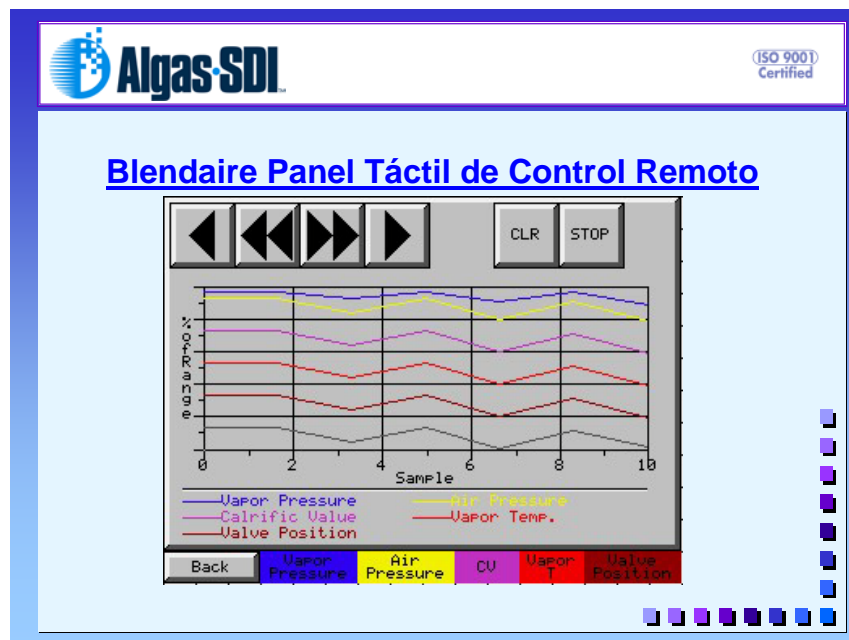 Algas·SDI™
ISO 9001
Certified
Blendaire Panel Táctil de Control Remoto
CLR
STOP
% of Range
0 2 4 6 8 10
Sample
Vapor Pressure
Air Pressure
Calrific Value
Vapor Temp.
Valve Position
Back
Vapor
Pressure
Air
Pressure
CV
Vapor
T
Valve
Position